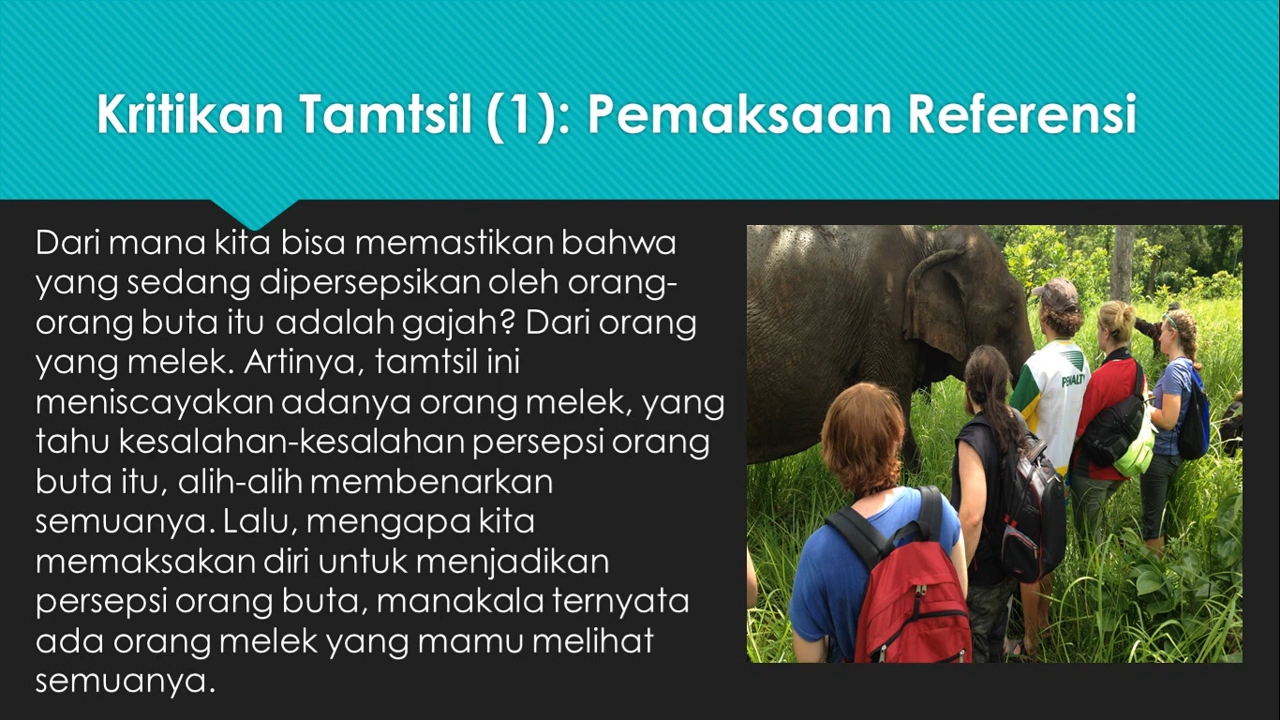 Kritikan Tamtsil (1): Pemaksaan Referensi
Dari mana kita bisa memastikan bahwa
yang sedang dipersepsikan oleh orang-
orang buta itu adalah gajah? Dari orang
yang melek. Artinya, tamtsil ini
meniscayakan adanya orang melek, yang
tahu kesalahan-kesalahan persepsi orang
buta itu, alih-alih membenarkan
semuanya. Lalu, mengapa kita
memaksakan diri untuk menjadikan
persepsi orang buta, manakala ternyata
ada orang melek yang mamu melihat
semuanya.